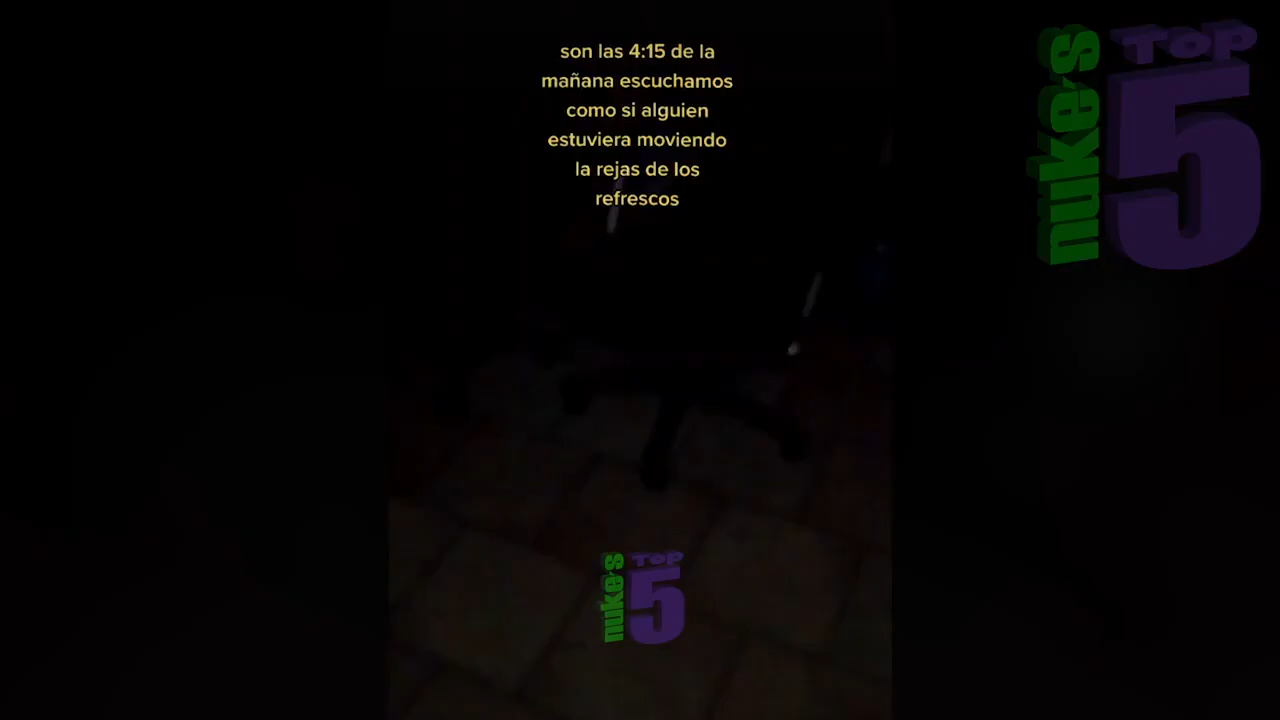 son las 4:15 de la
mañana escuchamos
como si alguien
estuviera moviendo
la rejas de los
refrescos
nuke's
Top
5
nuke's
Top
5